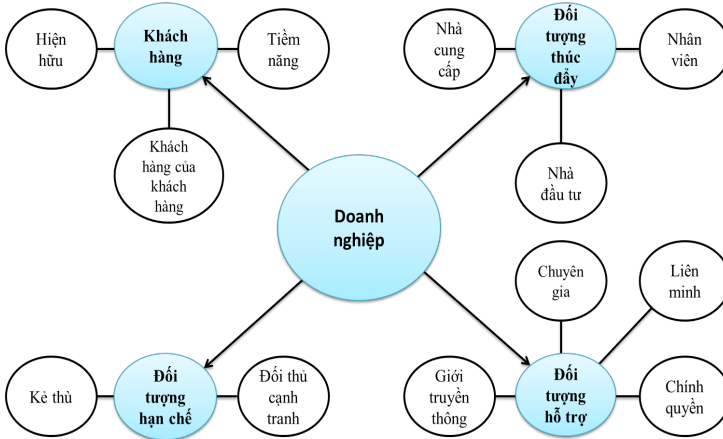 Hiện
hữu
Khách
hàng
Tiềm
năng
Khách
hàng của
khách
hàng
Nhà
cung
cấp
Đối
tượng
thúc
đẩy
Nhân
viên
Nhà
đầu tư
Doanh
nghiệp
Kẻ thù
Đối
tượng
hạn chế
Đối thủ
cạnh
tranh
Chuyên
gia
Liên
minh
Giới
truyền
thông
Đối
tượng
hỗ trợ
Chính
quyền